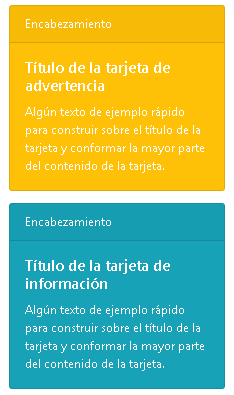 Encabezamiento
Título de la tarjeta de
advertencia
Algún texto de ejemplo rápido
para construir sobre el título de la
tarjeta y conformar la mayor parte
del contenido de la tarjeta.
Encabezamiento
Título de la tarjeta de
información
Algún texto de ejemplo rápido
para construir sobre el título de la
tarjeta y conformar la mayor parte
del contenido de la tarjeta.